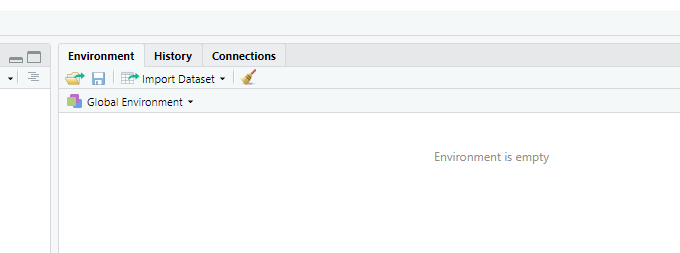 Environment History Connections
Import Dataset
Global Environment
Environment is empty